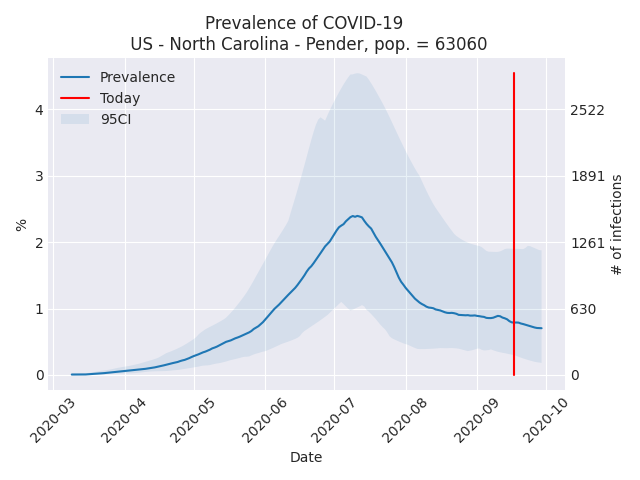 Prevalence of COVID-19
US - North Carolina - Pender, pop. = 63060
Prevalence
Today
95CI
4
3
2
1
0
%
2522
1891
1261
630
0
# of infections
2020-03
2020-04
2020-05
2020-06
2020-07
2020-08
2020-09
2020-10
Date